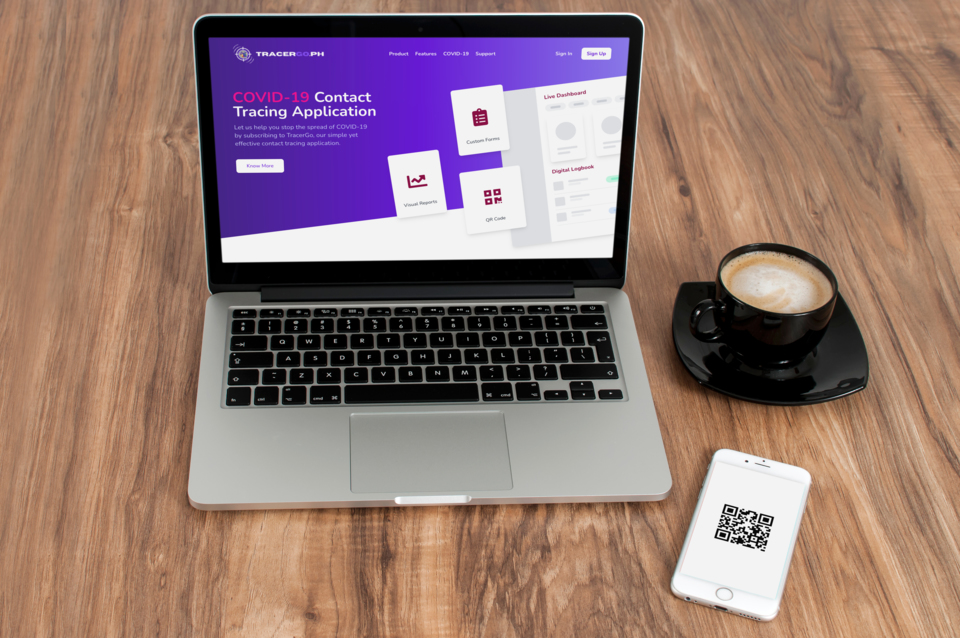 TRACERGO.PH
Product Features COVID-19 Support Sign In Sign Up
COVID-19 Contact
Tracing Application
Let us help you stop the spread of COVID-19
by subscribing to TracerGo, our simple yet
effective contact tracing application.
Know More
Custom Forms
Visual Reports
QR Code
Live Dashboard
Digital Logbook
Q W E R T Y U I O P
A S D F G H J K L
Z X C V B N M
fn ctrl cmd cmd